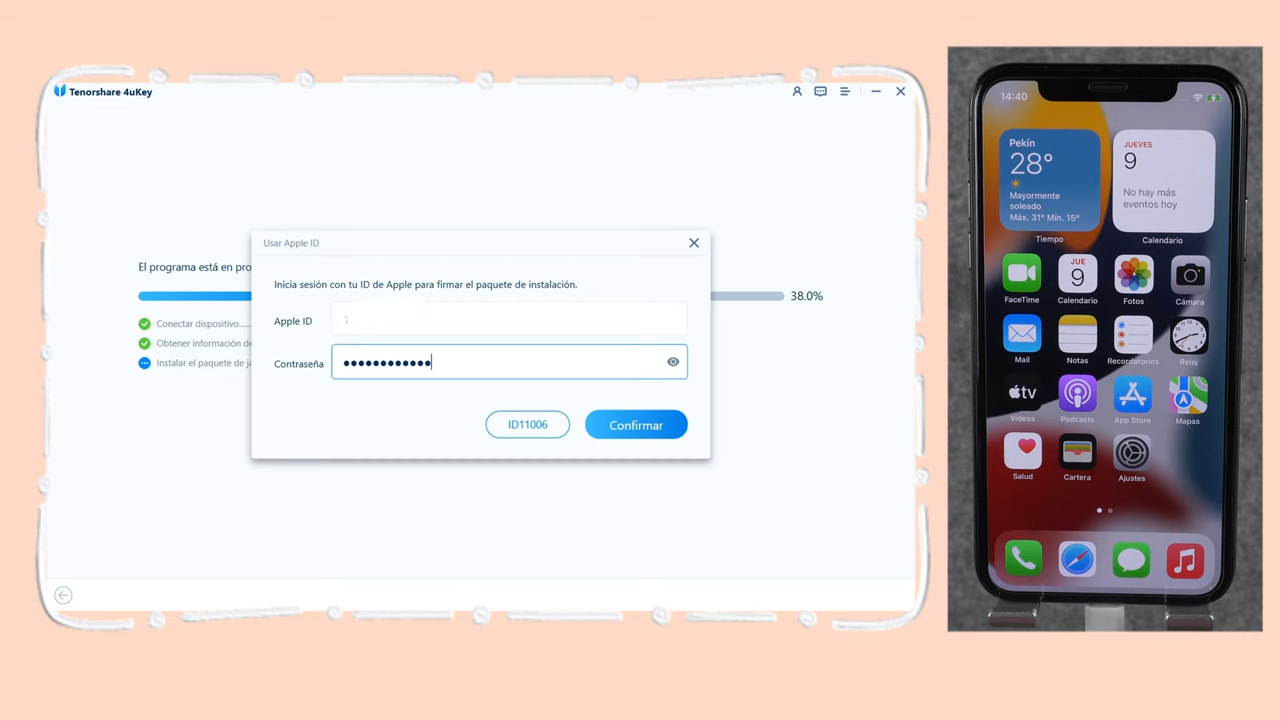 Tenorshare 4uKey
El programa está en pro
38.0%
Conectar dispositivo.....
Obtener información de
Instalar el paquete de ja
Usar Apple ID
Inicia sesión con tu ID de Apple para firmar el paquete de instalación.
Apple ID
Contraseña
ID11006
Confirmar
14:40
Pekín
28°
Mayormente
soleado
Máx. 31° Mín. 15°
Tiempo
JUEVES
9
No hay más
eventos hoy
Calendario
FaceTime
JUE
9
Calendario
Fotos
Cámara
Mail
Notas
Recordatorios
Reloj
tv
Vídeos
Podcasts
App Store
Mapas
Salud
Cartera
Ajustes